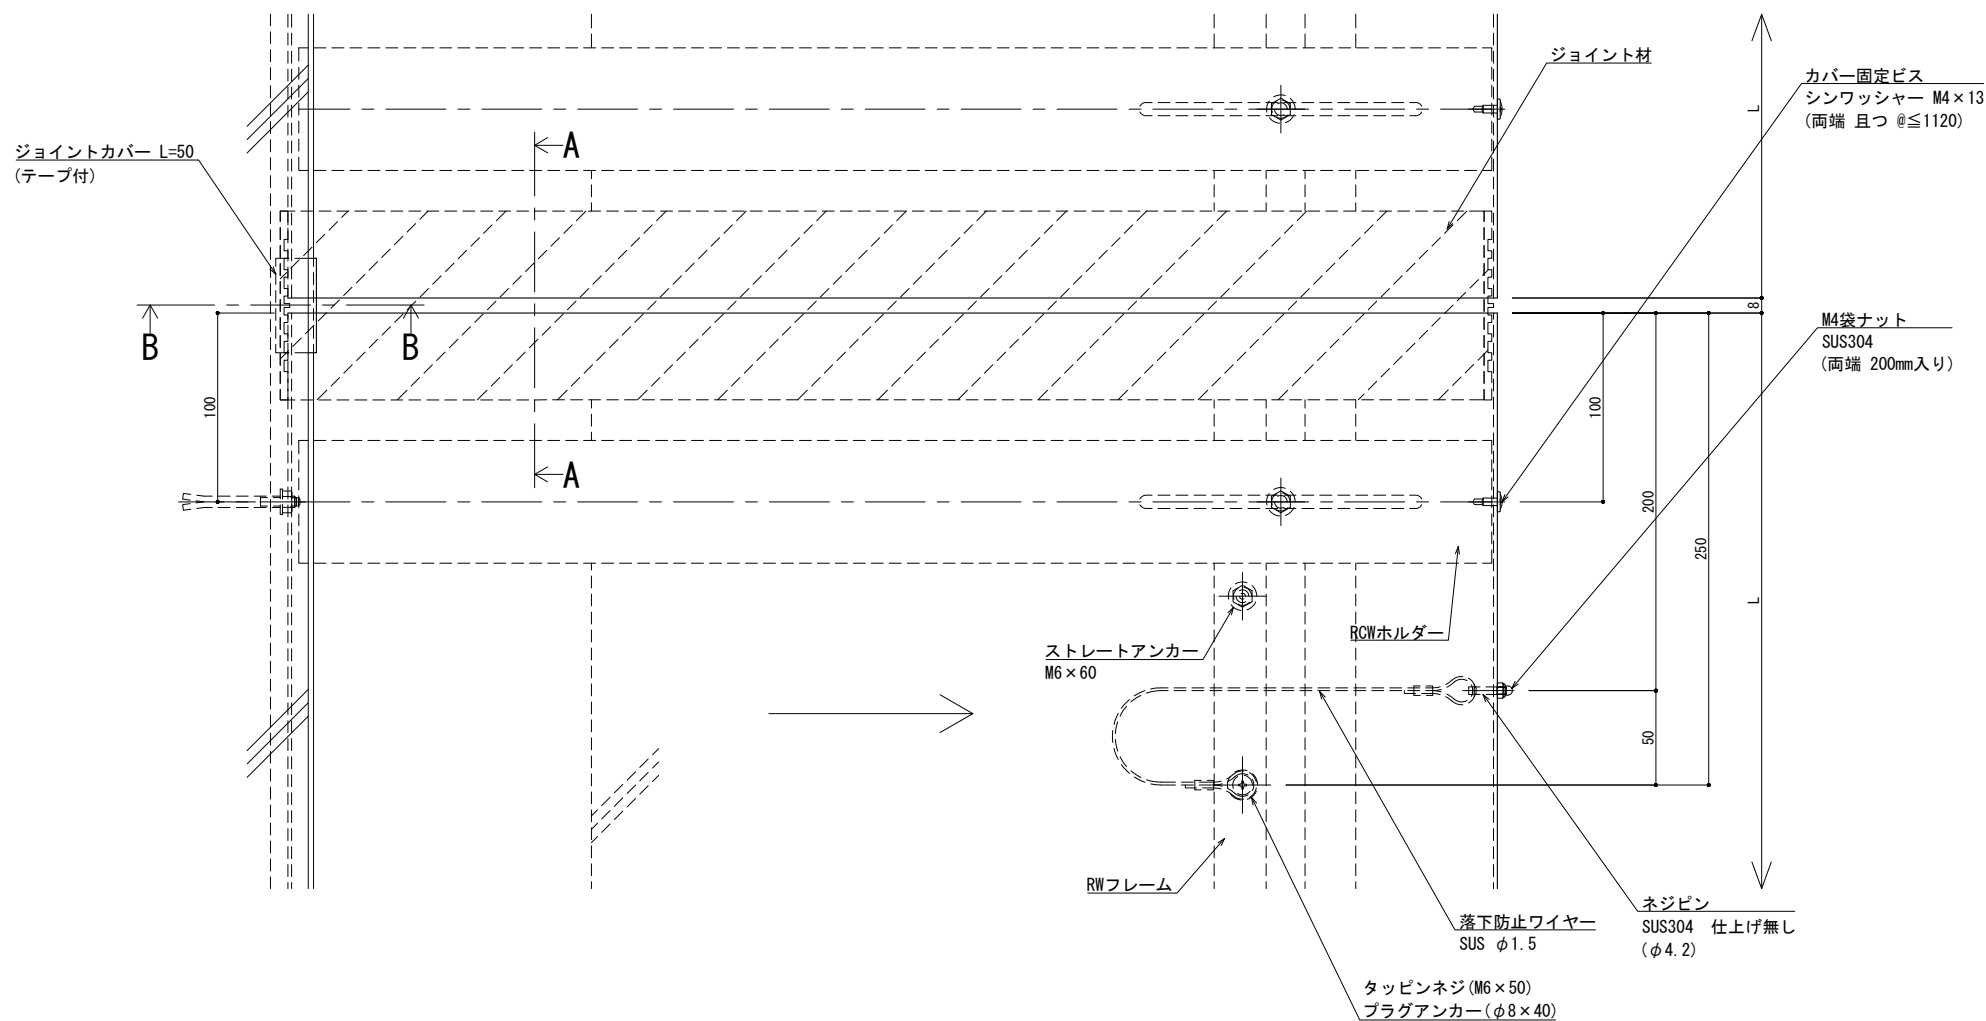 ジョイント材
カバー固定ビス
シンワッシャー M4×13
(両端 且つ @≦1120)
L
A
ジョイントカバー L=50
(テープ付)
8
B
B
M4袋ナット
SUS304
(両端 200mm入り)
100
100
A
200
250
L
RCWホルダー
ストレートアンカー
M6×60
50
RWフレーム
ネジピン
SUS304 仕上げ無し
(φ4.2)
落下防止ワイヤー
SUS φ1.5
タッピンネジ(M6×50)
プラグアンカー(φ8×40)